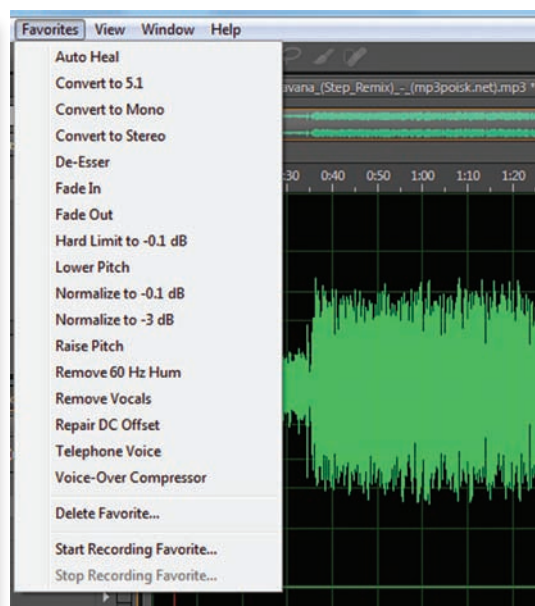 Favorites View Window Help
Auto Heal
Convert to 5.1
avana_(Step_Remix)_-_(mp3poisk.net).mp3 *
Convert to Mono
Convert to Stereo
De-Esser
:30 0:40 0:50 1:00 1:10 1:20
Fade In
Fade Out
Hard Limit to -0.1 dB
Lower Pitch
Normalize to -0.1 dB
Normalize to -3 dB
Raise Pitch
Remove 60 Hz Hum
Remove Vocals
Repair DC Offset
Telephone Voice
Voice-Over Compressor
Delete Favorite...
Start Recording Favorite...
Stop Recording Favorite...